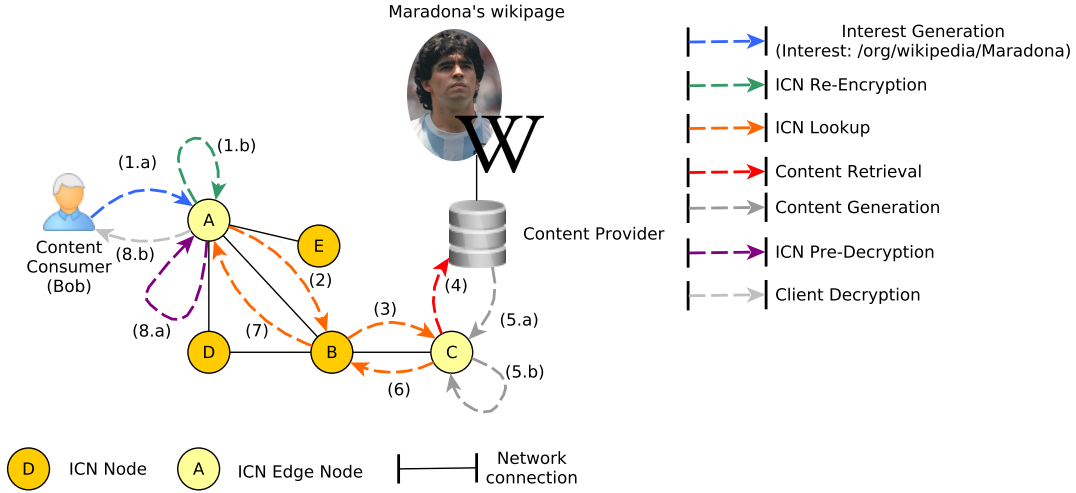 Maradona's wikipage
W
Interest Generation
(Interest: /org/wikipedia/Maradona)
ICN Re-Encryption
ICN Lookup
Content Retrieval
Content Generation
ICN Pre-Decryption
Client Decryption
(1.a)
(1.b)
A
E
Content
Consumer
(Bob)
(8.b)
(2)
Content Provider
(4)
(8.a)
(7)
(3)
(5.a)
D
B
C
(6)
(5.b)
D
ICN Node
A
ICN Edge Node
Network
connection